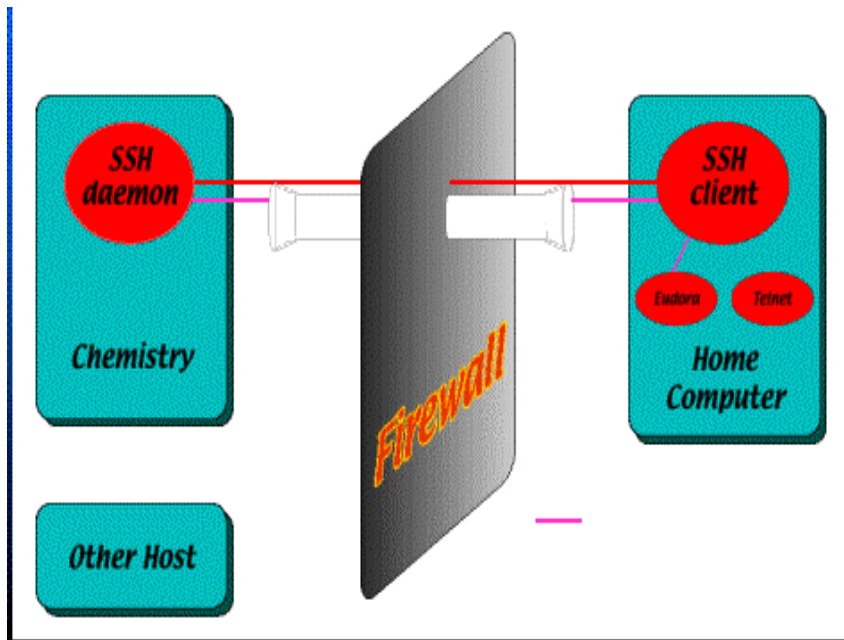 SSH
daemon
Chemistry
Other Host
Firewall
SSH
client
Eudora
Telnet
Home
Computer